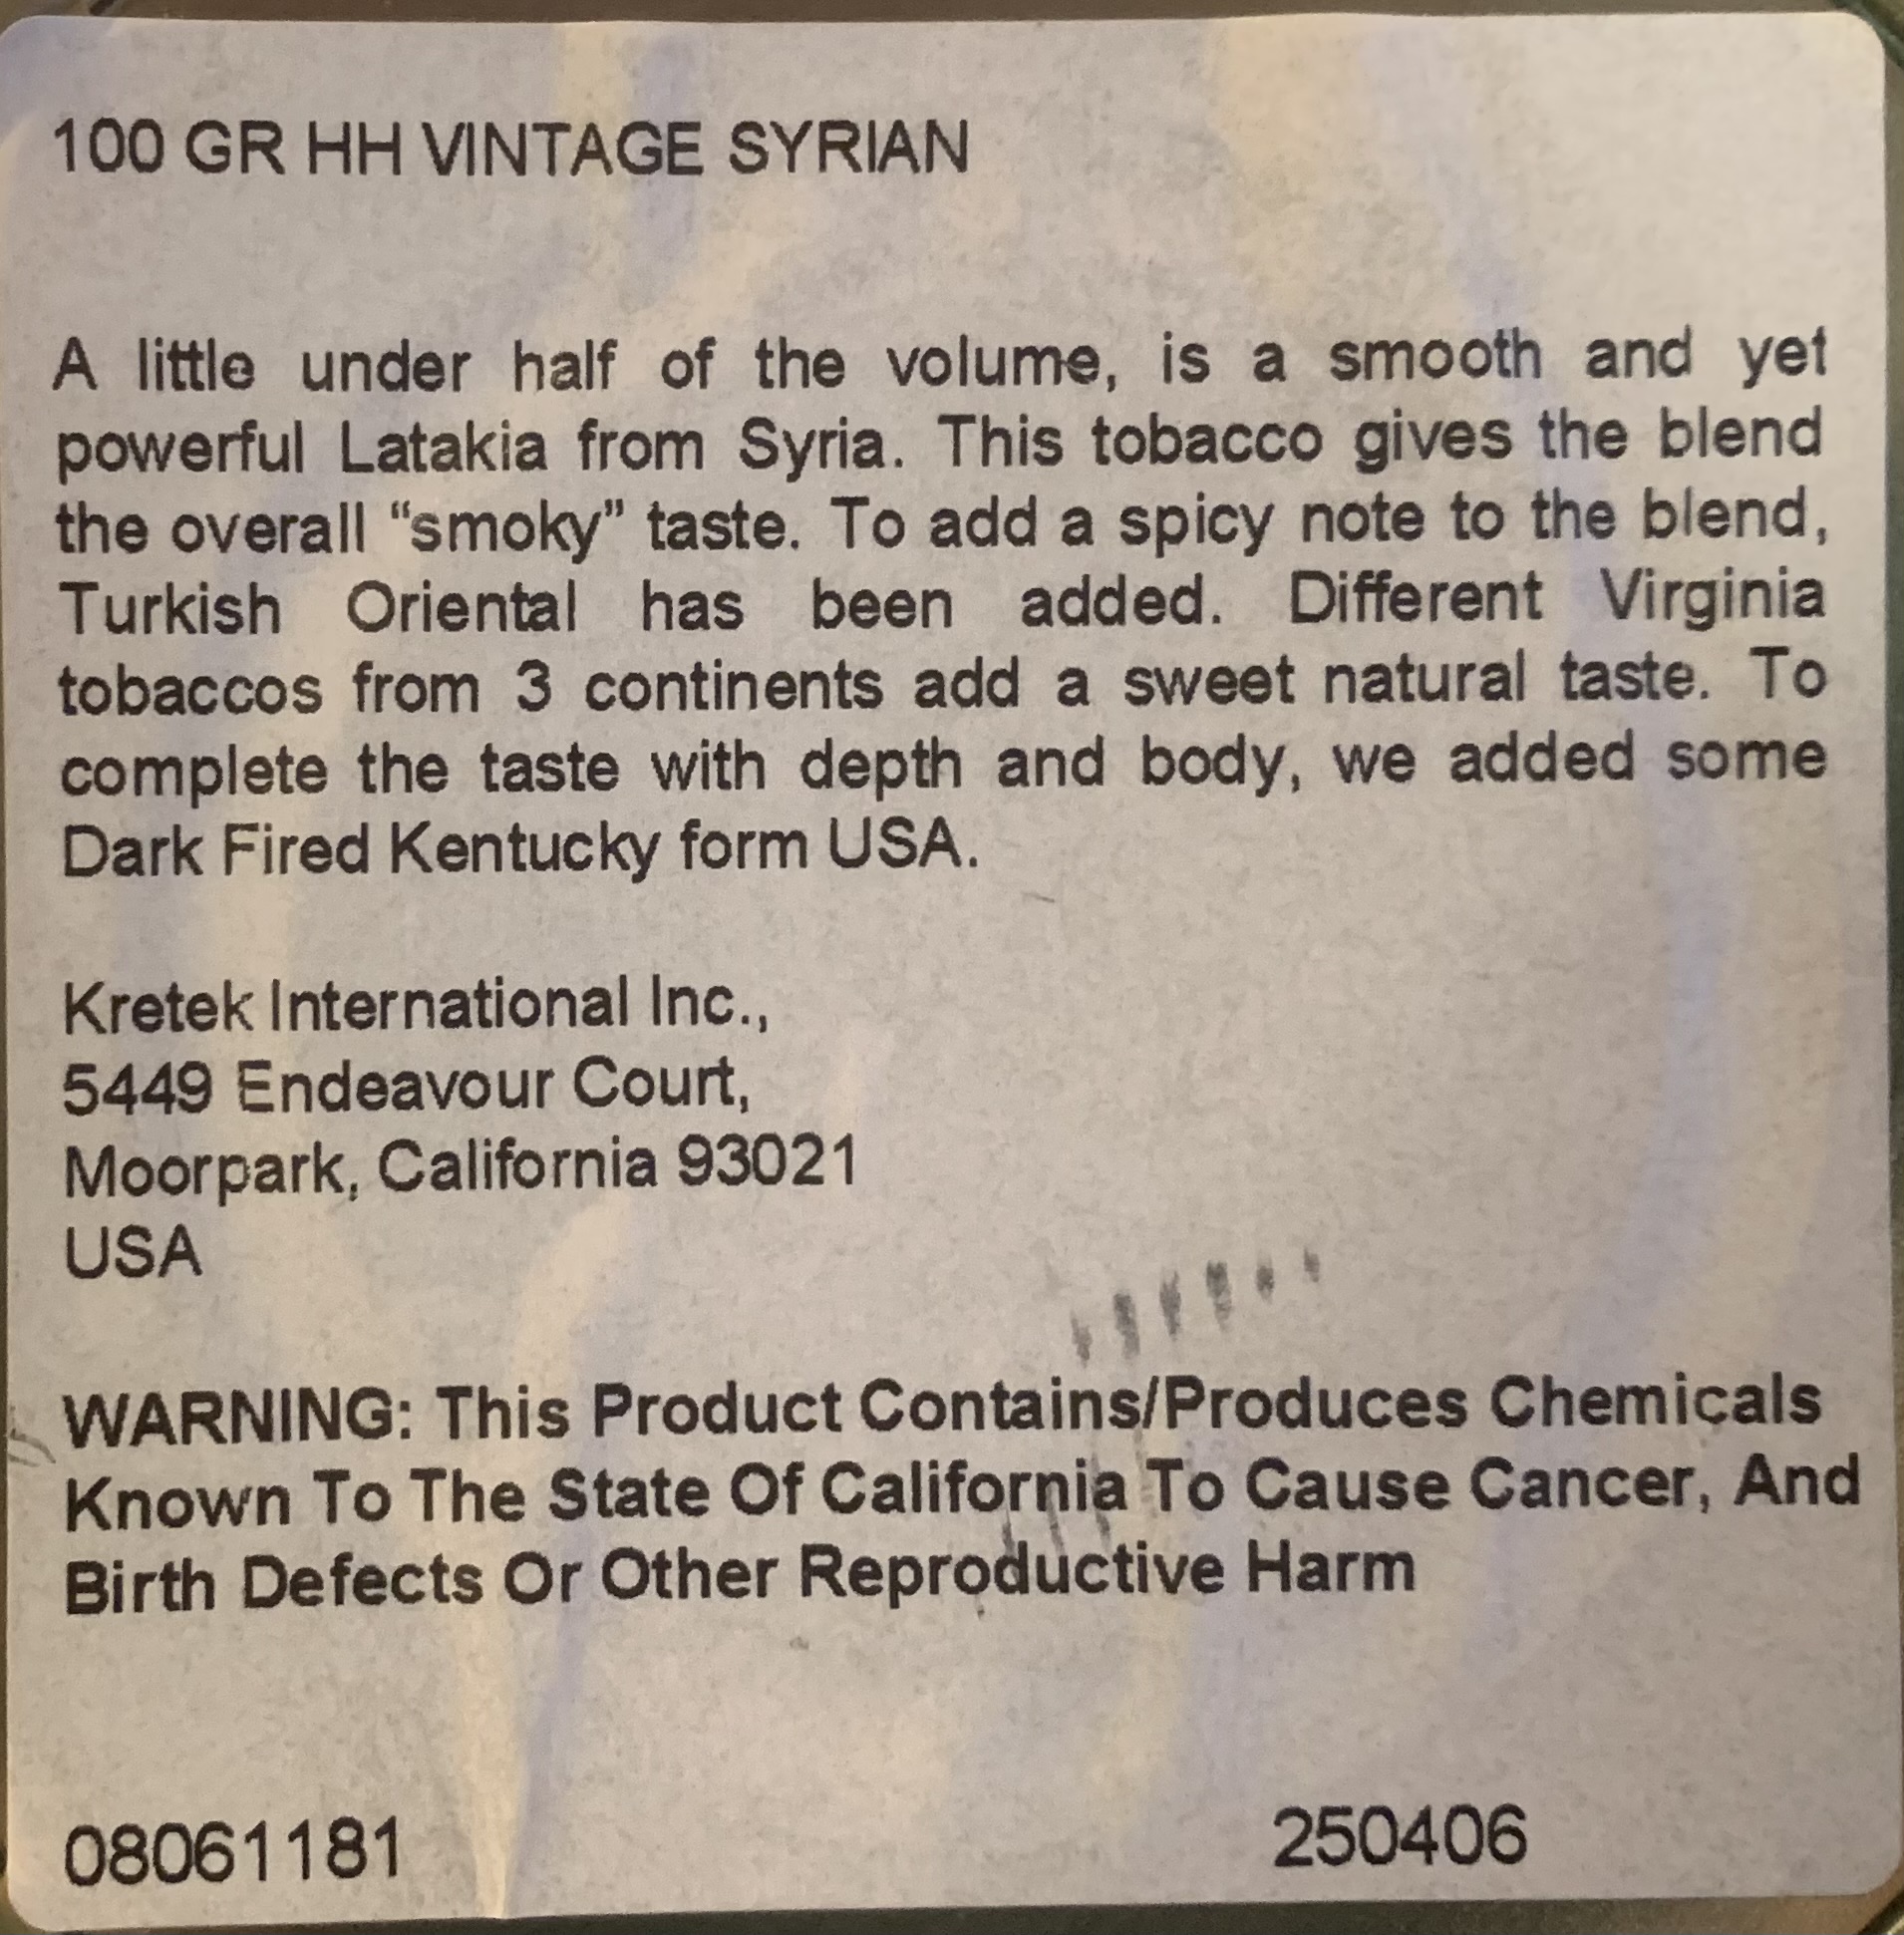 100 GR HH VINTAGE SYRIAN
A little under half of the volume, is a smooth and yet
powerful Latakia from Syria. This tobacco gives the blend
the overall “smoky” taste. To add a spicy note to the blend,
Turkish Oriental has been added. Different Virginia
tobaccos from 3 continents add a sweet natural taste. To
complete the taste with depth and body, we added some
Dark Fired Kentucky form USA.
Kretek International Inc.,
5449 Endeavour Court,
Moorpark, California 93021
USA
WARNING: This Product Contains/Produces Chemicals
Known To The State Of California To Cause Cancer, And
Birth Defects Or Other Reproductive Harm
08061181 250406